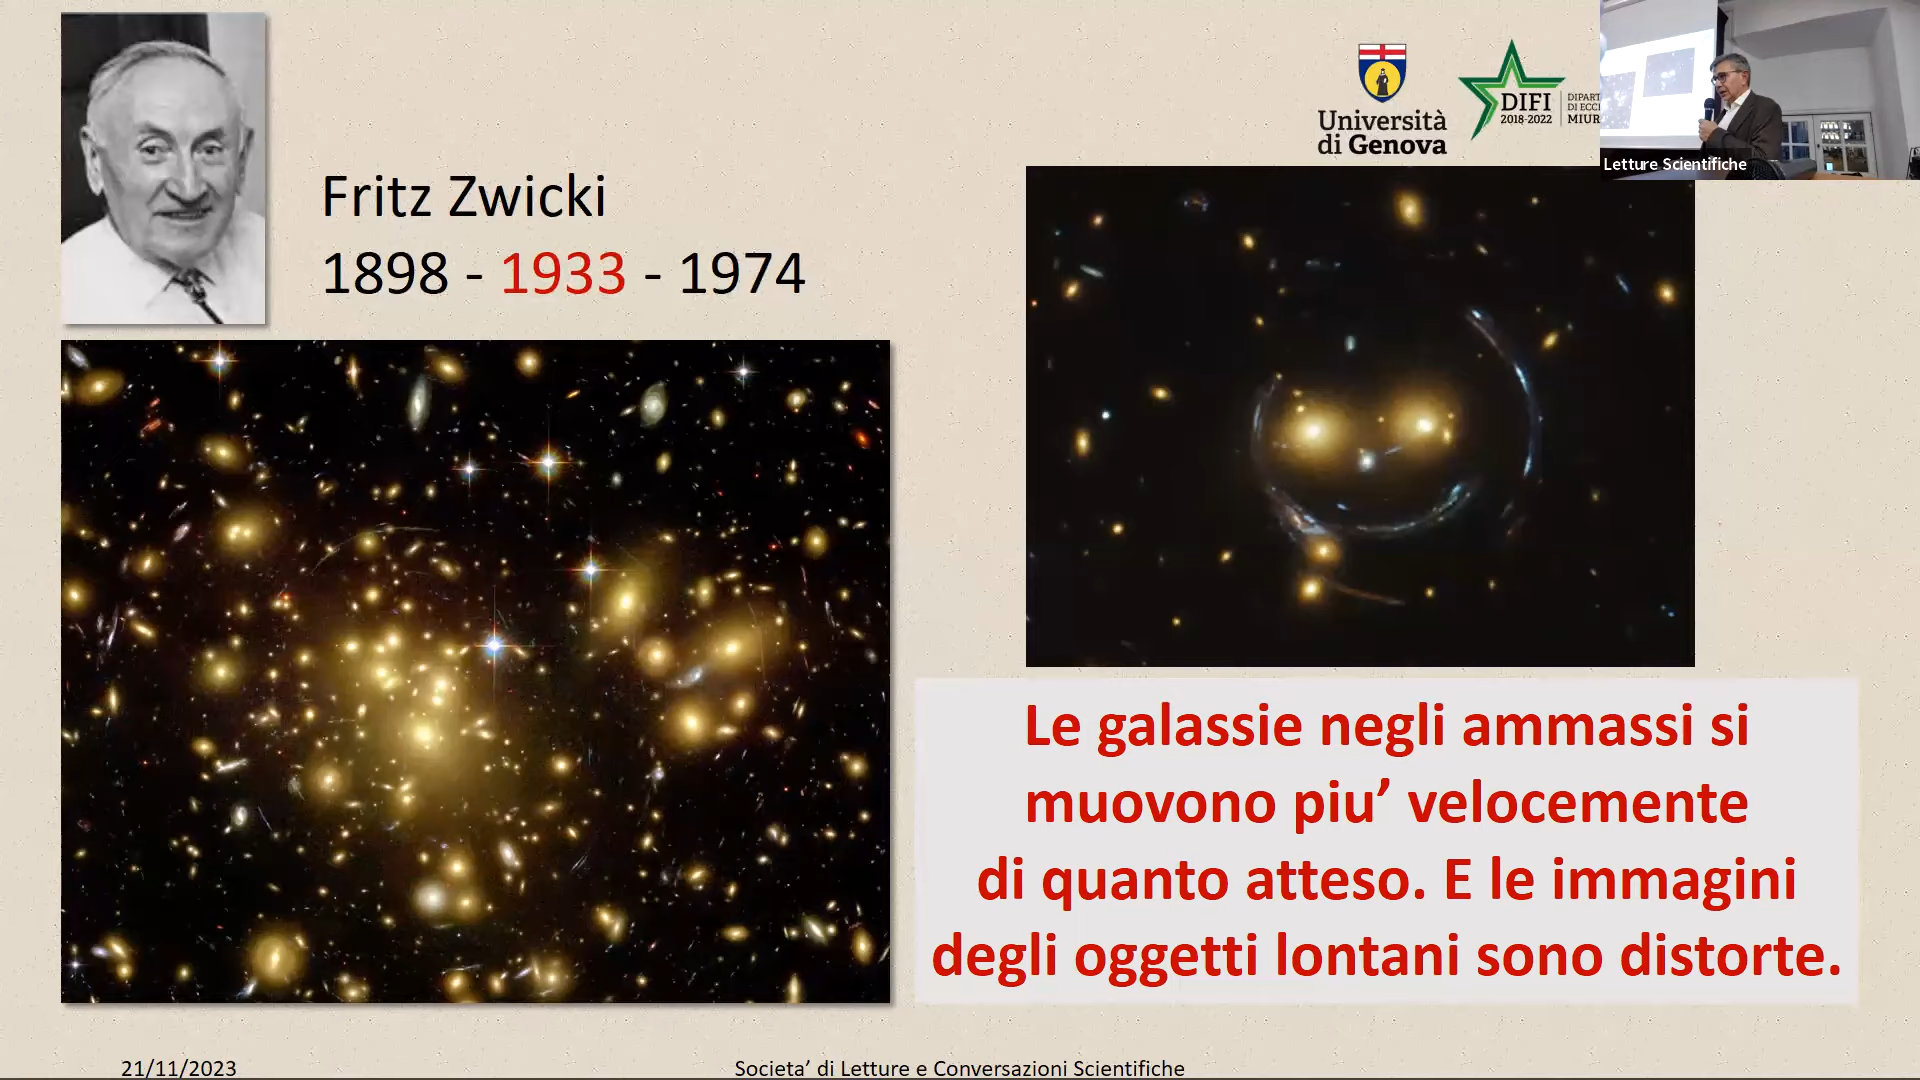 Fritz Zwicki
1898 - 1933 - 1974
Università
di Genova
DIFI
2018-2022
MIUR
Letture Scientifiche
Le galassie negli ammassi si
muovono piu’ velocemente
di quanto atteso. E le immagini
degli oggetti lontani sono distorte.
21/11/2023
Societa’ di Letture e Conversazioni Scientifiche